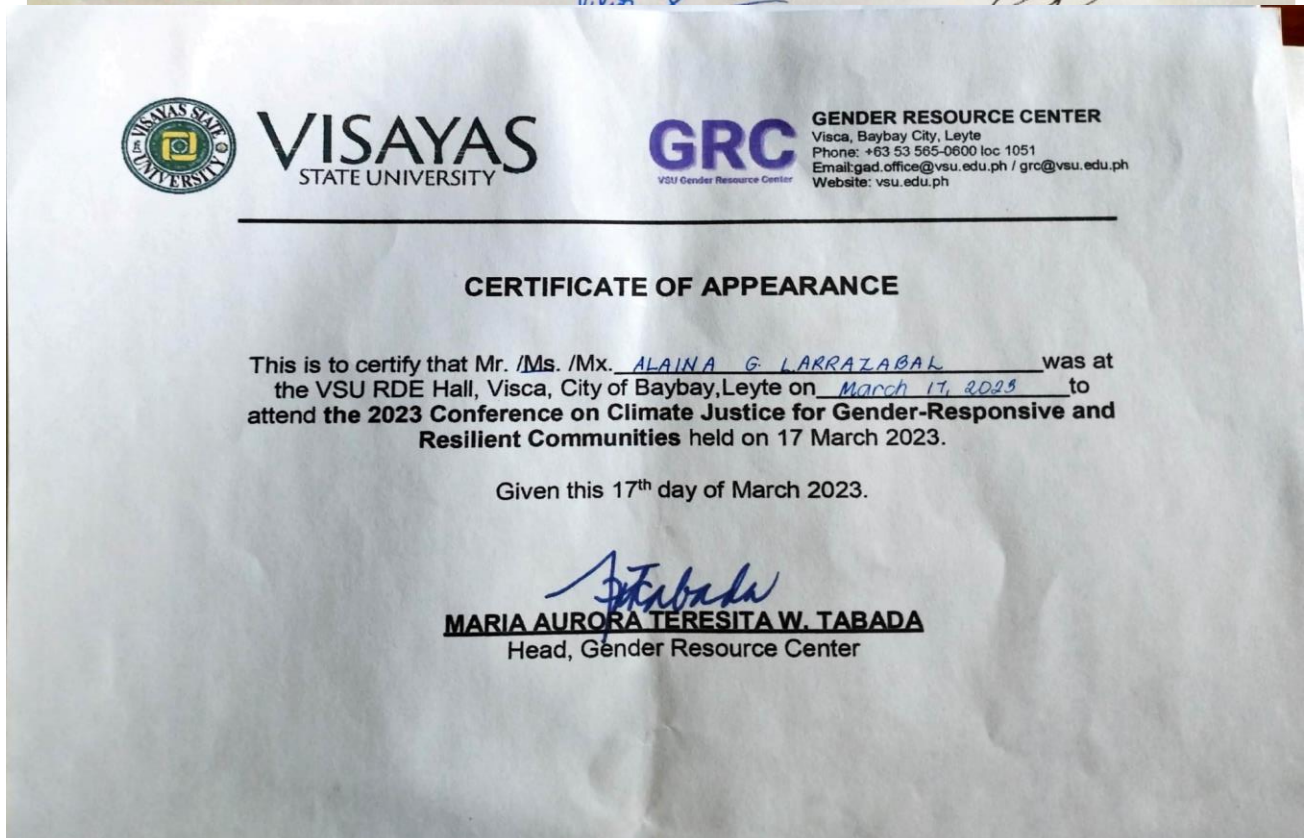 VISAYAS STATE UNIVERSITY
VISAYAS
STATE UNIVERSITY
GRC
VSU Gender Resource Center
GENDER RESOURCE CENTER
Visca, Baybay City, Leyte
Phone: +63 53 565-0600 loc 1051
Email:gad.office@vsu.edu.ph / grc@vsu.edu.ph
Website: vsu.edu.ph
CERTIFICATE OF APPEARANCE
This is to certify that Mr. /Ms. /Mx. ALAINA G. LARRAZABAL was at
the VSU RDE Hall, Visca, City of Baybay,Leyte on March 17, 2023 to
attend the 2023 Conference on Climate Justice for Gender-Responsive and
Resilient Communities held on 17 March 2023.
Given this 17th day of March 2023.
MARIA AURORA TERESITA W. TABADA
Head, Gender Resource Center